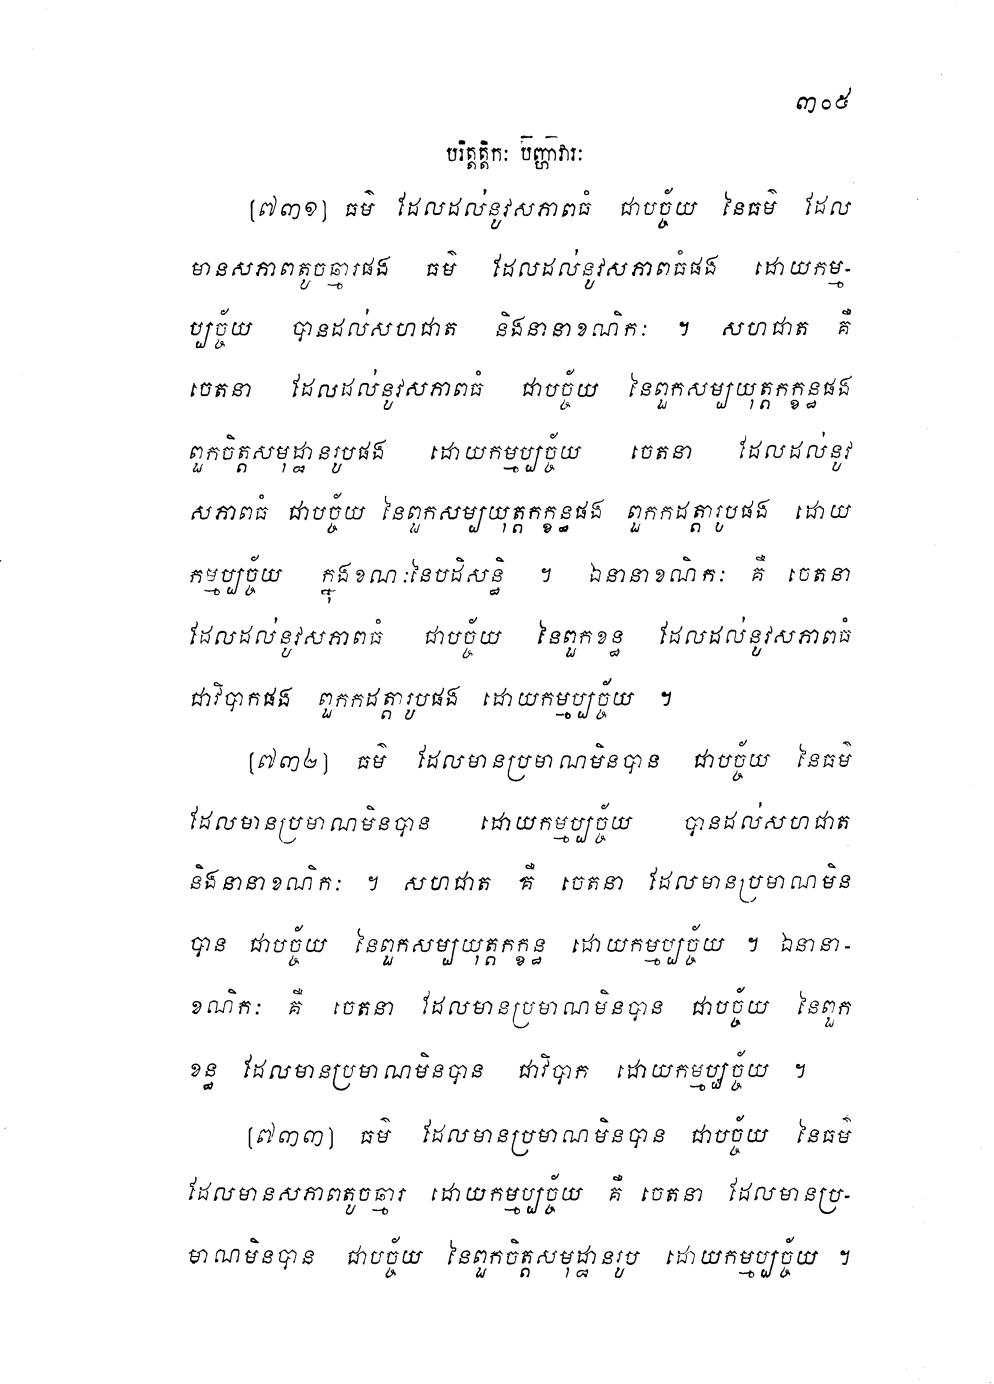 ៣០៥
បរិត្តត្តិកៈ បញ្ហាវារៈ
(៧៣១) ធម៌ ដែលដល់នូវសភាពធំ ជាបច្ច័យ នៃធម៌ ដែល
មានសភាពតូចឆ្មារផង ធម៌ ដែលដល់នូវសភាពធំផង ដោយកម្ម-
ប្បច្ច័យ បានដល់សហជាត និងនានាខណិកៈ ។ សហជាត គឺ
ចេតនា ដែលដល់នូវសភាពធំ ជាបច្ច័យ នៃពួកសម្បយុត្តកក្ខន្ធផង
ពួកចិត្តសមុដ្ឋានរូបផង ដោយកម្មប្បច្ច័យ ចេតនា ដែលដល់នូវ
សភាពធំ ជាបច្ច័យ នៃពួកសម្បយុត្តកក្ខន្ធផង ពួកកដត្តារូបផង ដោយ
កម្មប្បច្ច័យ ក្នុងខណៈនៃបដិសន្ធិ ។ ឯនានាខណិកៈ គឺ ចេតនា
ដែលដល់នូវសភាពធំ ជាបច្ច័យ នៃពួកខន្ធ ដែលដល់នូវសភាពធំ
ជាវិបាកផង ពួកកដត្តារូបផង ដោយកម្មប្បច្ច័យ ។
(៧៣២) ធម៌ ដែលមានប្រមាណមិនបាន ជាបច្ច័យ នៃធម៌
ដែលមានប្រមាណមិនបាន ដោយកម្មប្បច្ច័យ បានដល់សហជាត
និងនានាខណិកៈ ។ សហជាត គឺ ចេតនា ដែលមានប្រមាណមិន
បាន ជាបច្ច័យ នៃពួកសម្បយុត្តកក្ខន្ធ ដោយកម្មប្បច្ច័យ ។ ឯនានា-
ខណិកៈ គឺ ចេតនា ដែលមានប្រមាណមិនបាន ជាបច្ច័យ នៃពួក
ខន្ធ ដែលមានប្រមាណមិនបាន ជាវិបាក ដោយកម្មប្បច្ច័យ ។
(៧៣៣) ធម៌ ដែលមានប្រមាណមិនបាន ជាបច្ច័យ នៃធម៌
ដែលមានសភាពតូចឆ្មារ ដោយកម្មប្បច្ច័យ គឺ ចេតនា ដែលមានប្រ-
មាណមិនបាន ជាបច្ច័យ នៃពួកចិត្តសមុដ្ឋានរូប ដោយកម្មប្បច្ច័យ ។